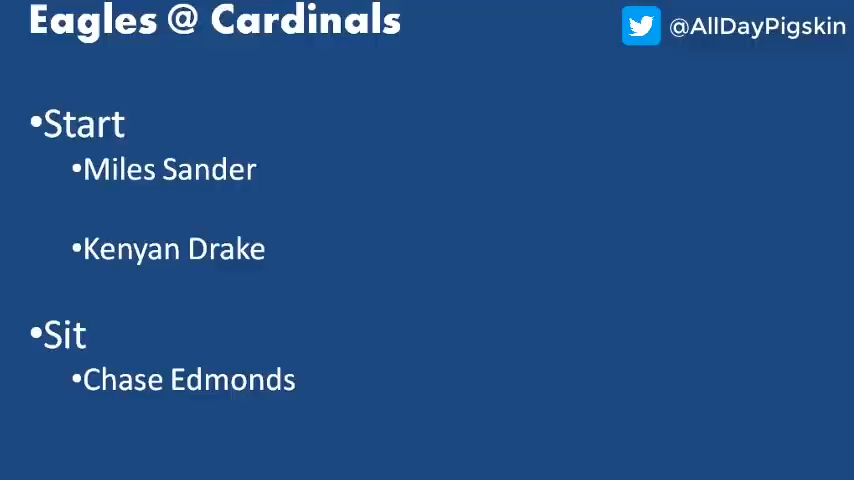 Eagles @ Cardinals
@AllDayPigskin
•Start
•Miles Sander
•Kenyan Drake
•Sit
•Chase Edmonds